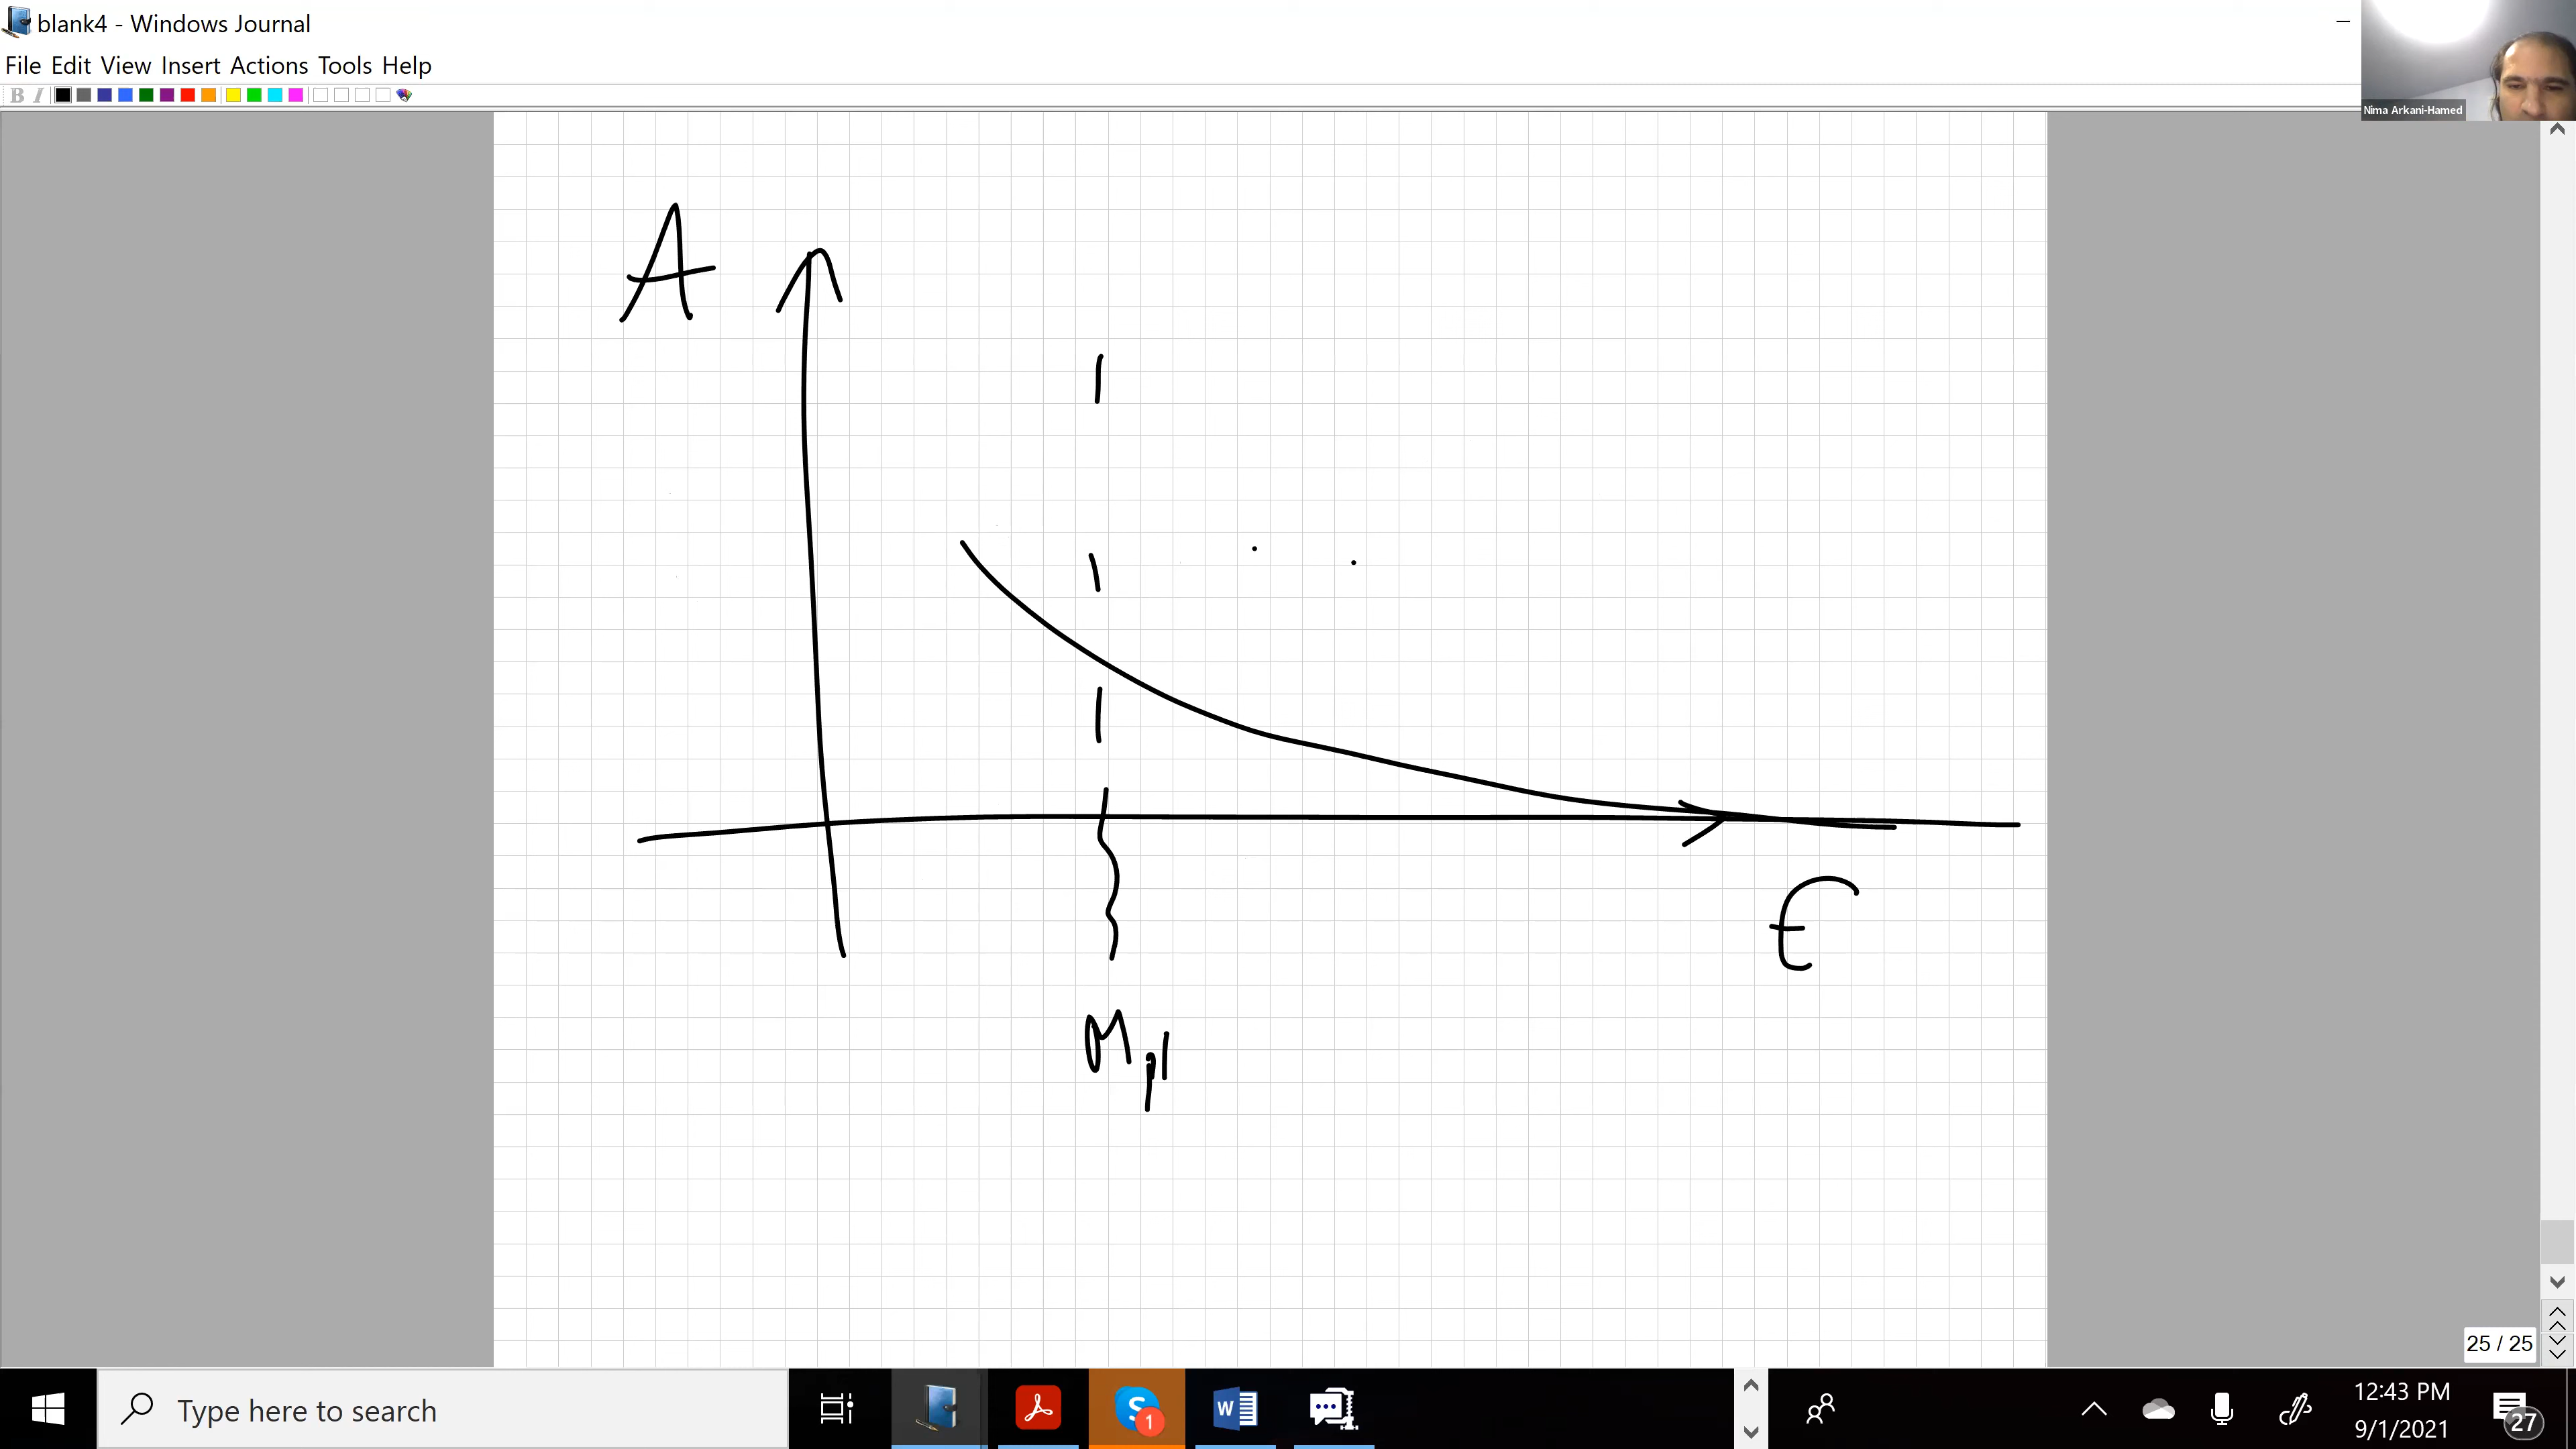 blank4 - Windows Journal
File Edit View Insert Actions Tools Help
B I
Nima Arkani-Hamed
A
E
Mpl
25 / 25
Type here to search
S 1
W
12:43 PM
9/1/2021
27